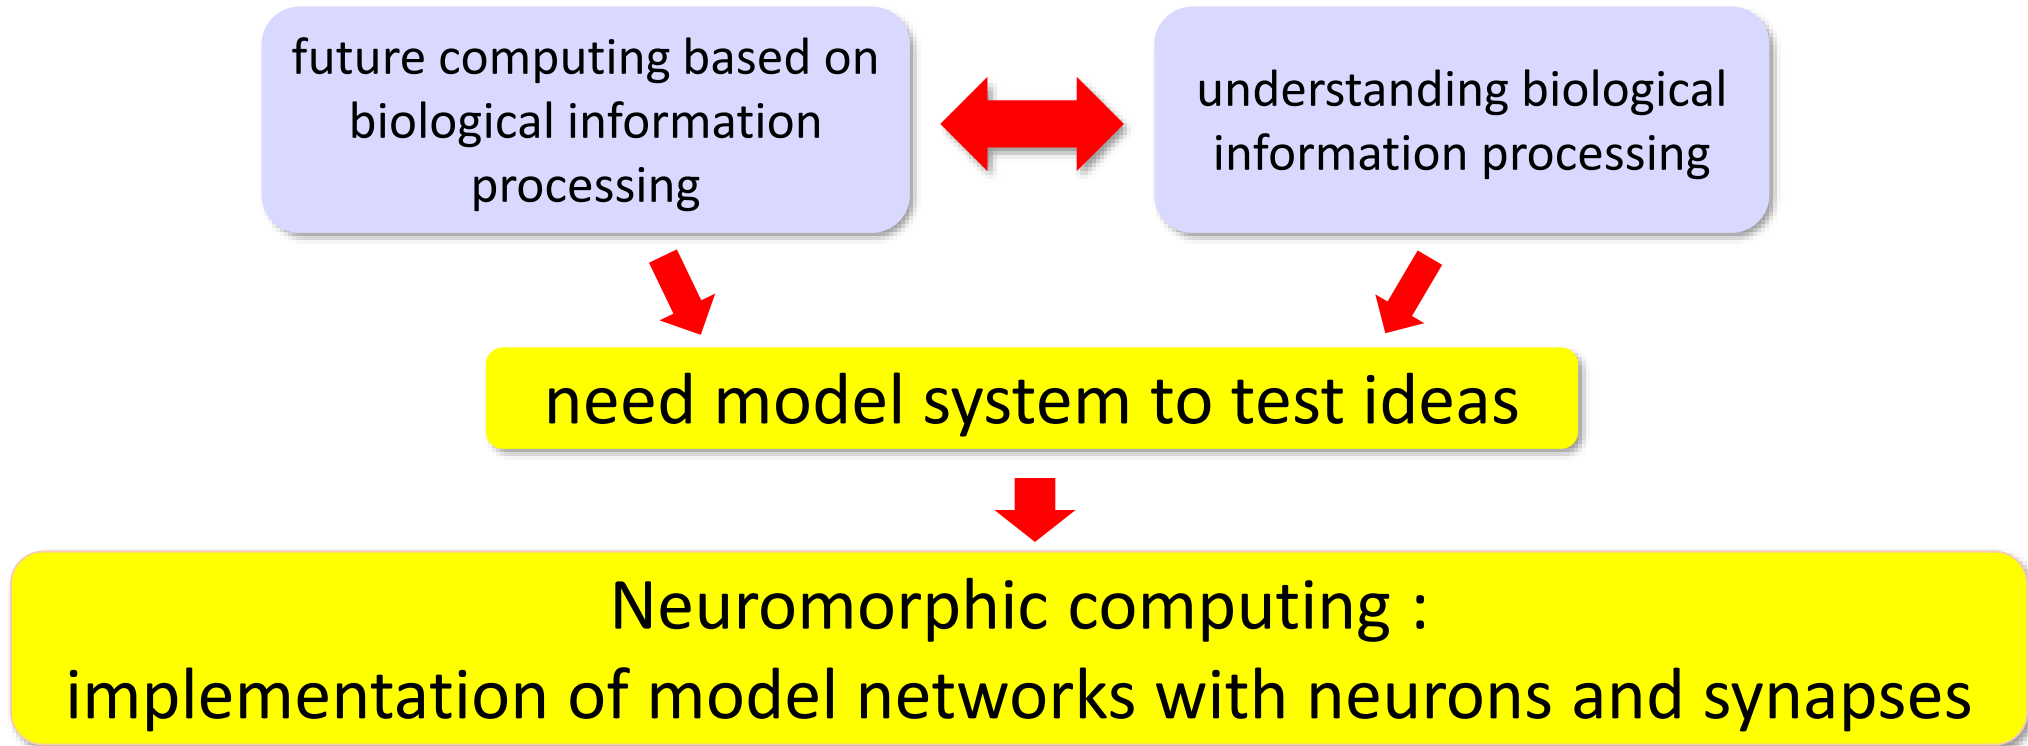 future computing based on
biological information
processing
understanding biological
information processing
need model system to test ideas
Neuromorphic computing :
implementation of model networks with neurons and synapses